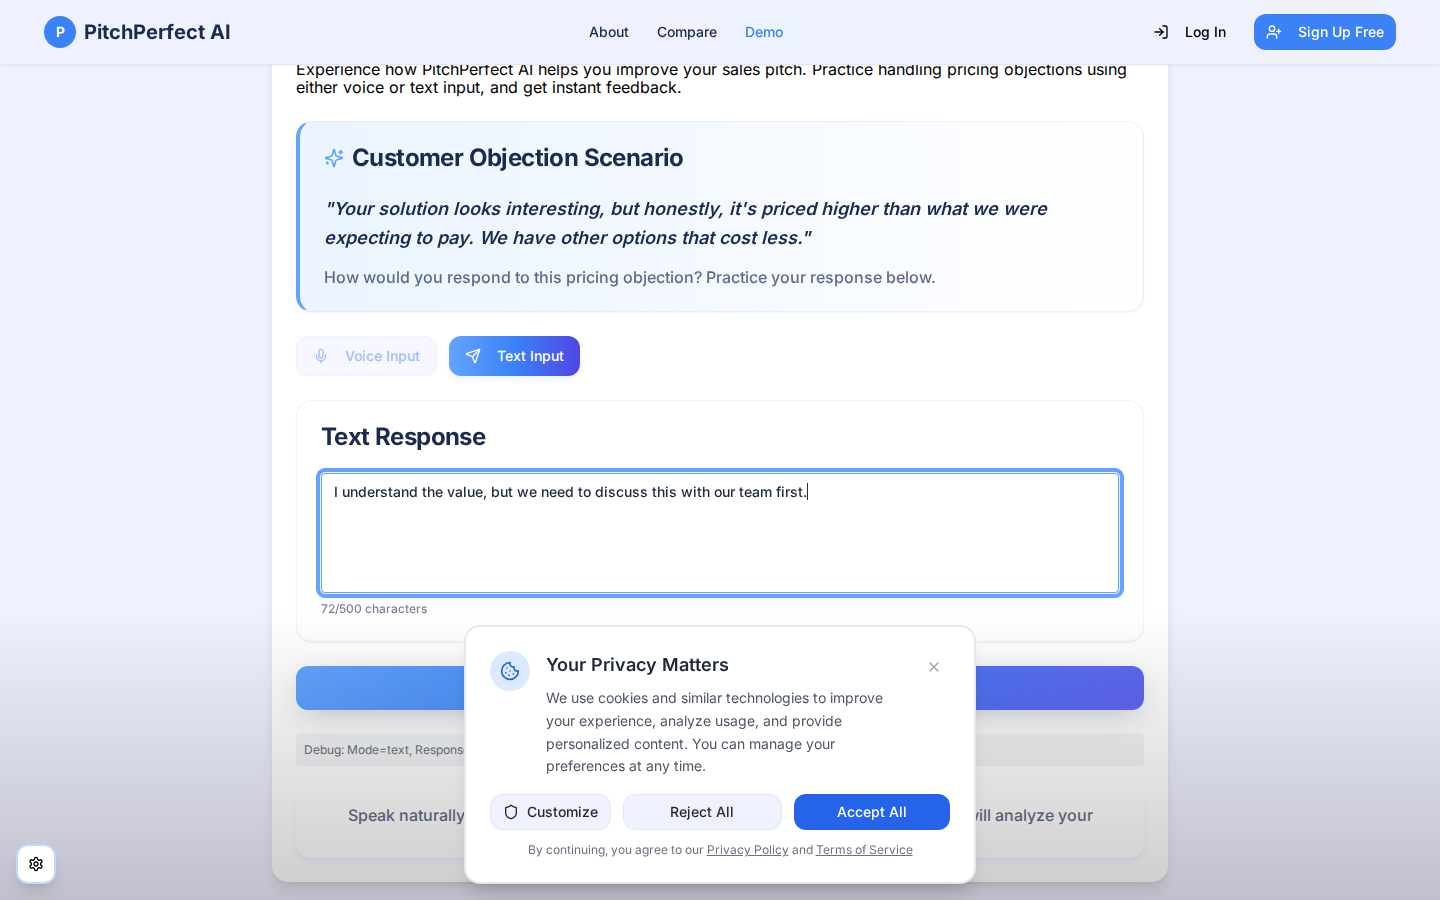 P PitchPerfect AI
About Compare Demo
Log In
Sign Up Free
Experience how PitchPerfect AI helps you improve your sales pitch. Practice handling pricing objections using
either voice or text input, and get instant feedback.
Customer Objection Scenario
"Your solution looks interesting, but honestly, it's priced higher than what we were
expecting to pay. We have other options that cost less."
How would you respond to this pricing objection? Practice your response below.
Voice Input
Text Input
Text Response
I understand the value, but we need to discuss this with our team first.
72/500 characters
Your Privacy Matters
We use cookies and similar technologies to improve
your experience, analyze usage, and provide
personalized content. You can manage your
preferences at any time.
Debug: Mode=text, Respons
Speak naturally
will analyze your
Customize
Reject All
Accept All
By continuing, you agree to our Privacy Policy and Terms of Service